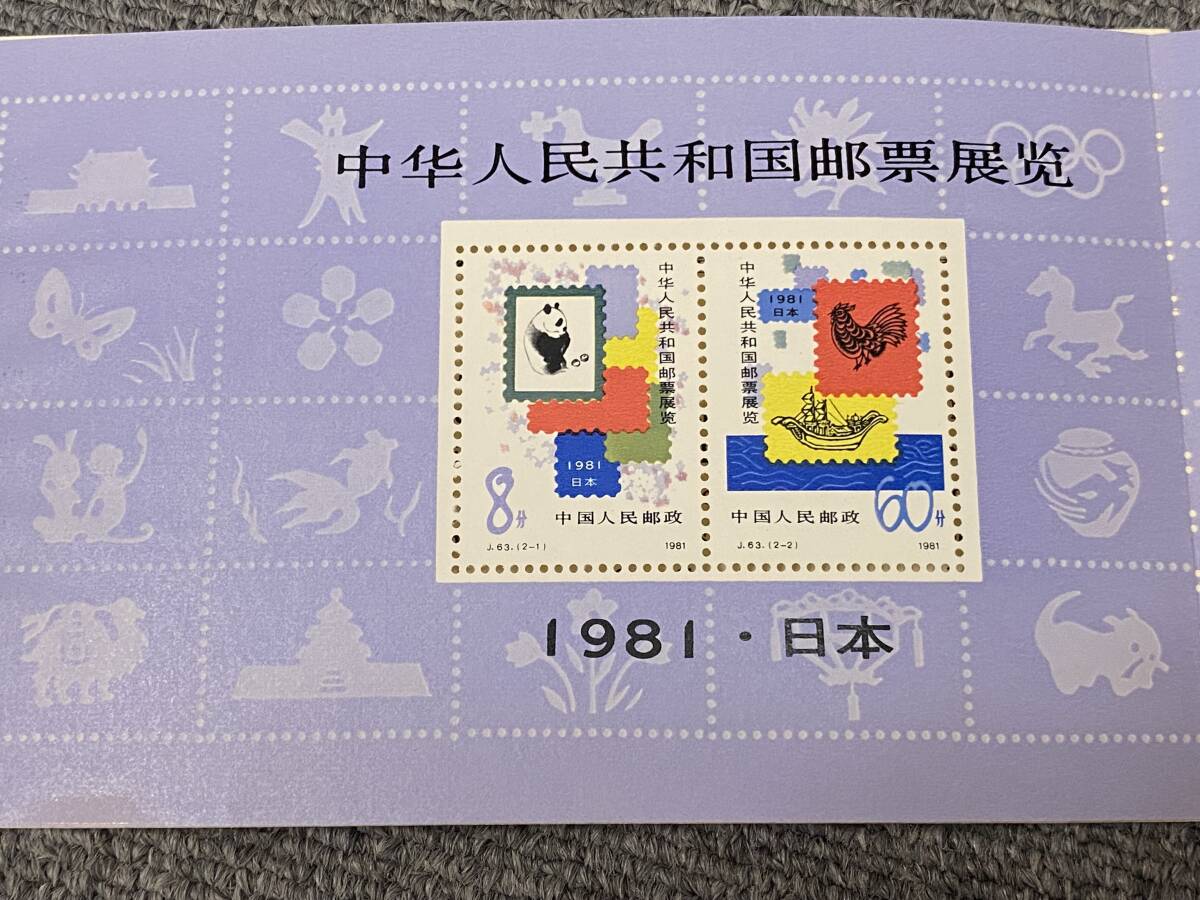 中华人民共和国邮票展览
中华人民共和国邮票展览
1981
日本
8分
中国人民邮政
J.63.(2-1)
1981
中华人民共和国邮票展览
1981
日本
中国人民邮政
60分
J.63.(2-2)
1981
1981·日本